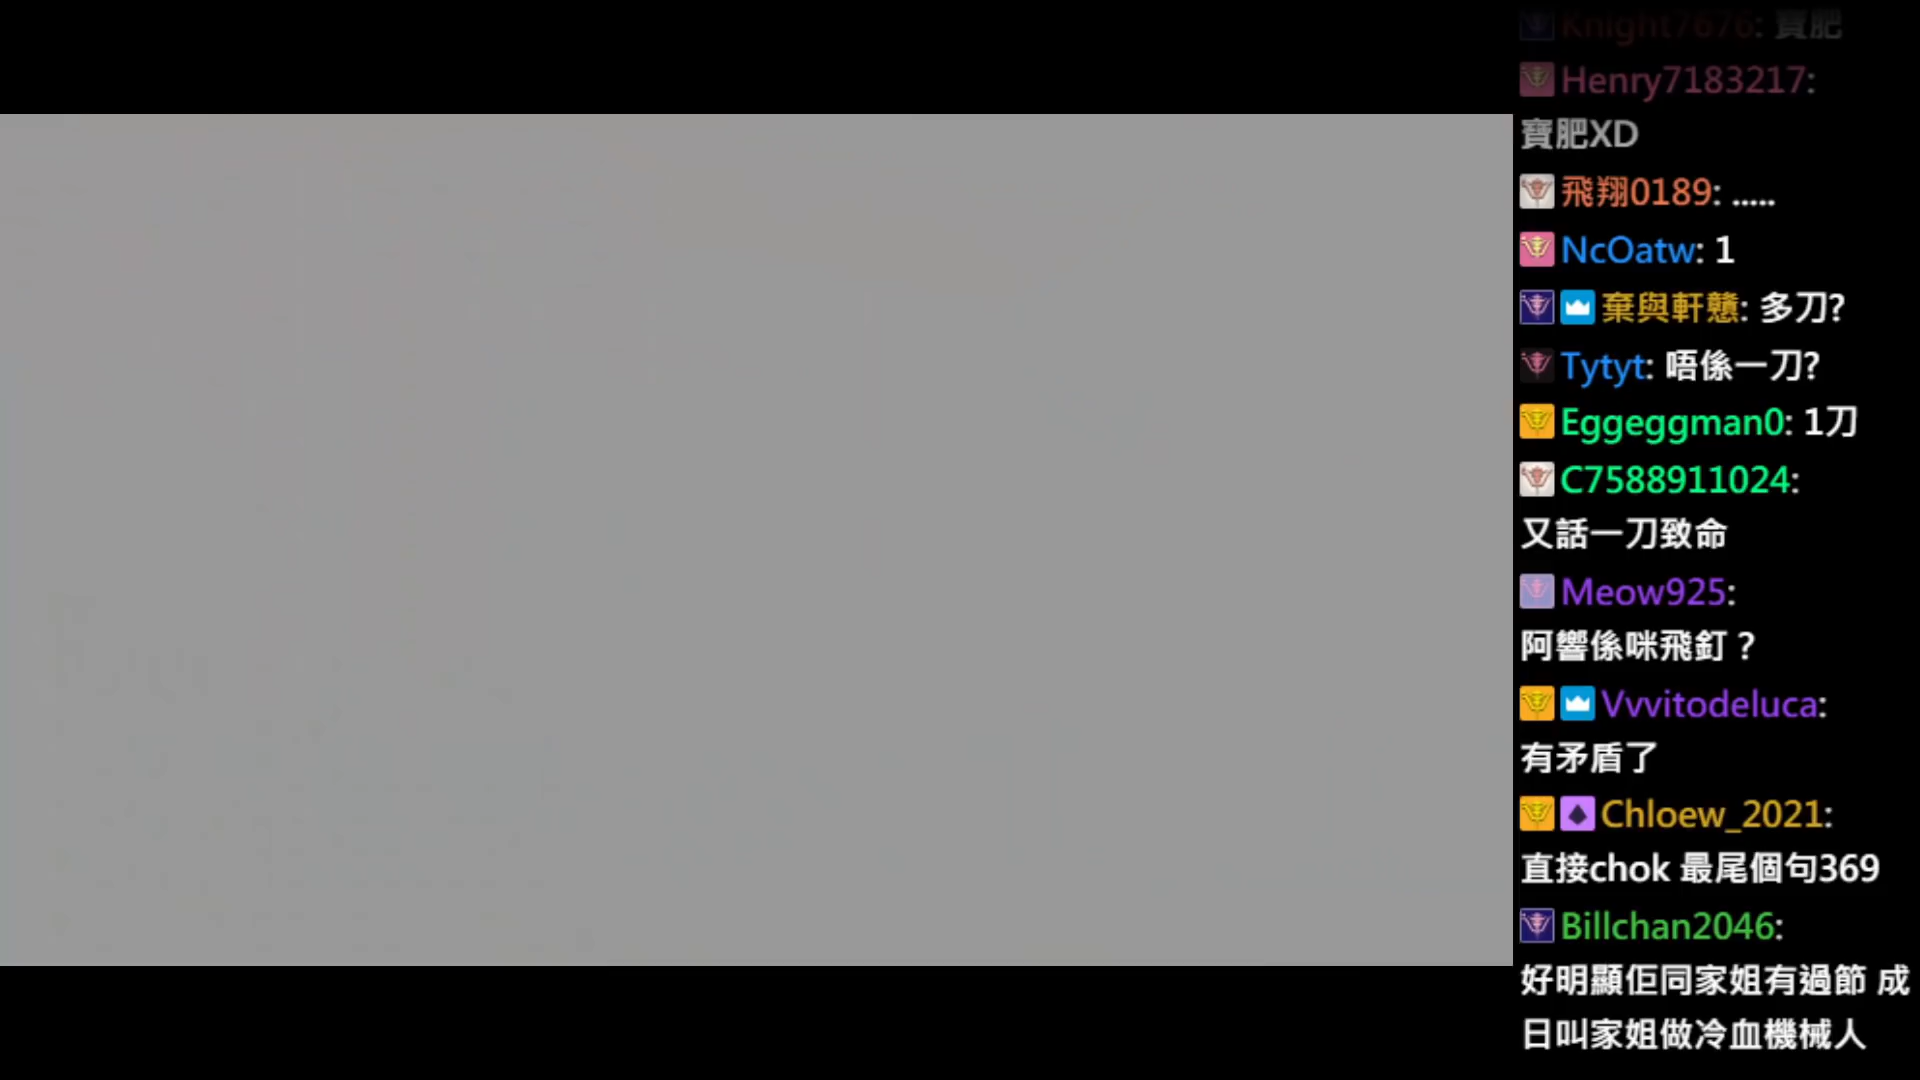 Knight7676: 寶肥
Henry7183217:
寶肥XD
飛翔0189: .....
NcOatw: 1
棄與軒戇: 多刀?
Tytyt: 唔係一刀?
Eggeggman0: 1刀
C7588911024:
又話一刀致命
Meow925:
阿響係咪飛釘？
Vvvitodeluca:
有矛盾了
Chloew_2021:
直接chok 最尾個句369
Billchan2046:
好明顯佢同家姐有過節 成
日叫家姐做冷血機械人